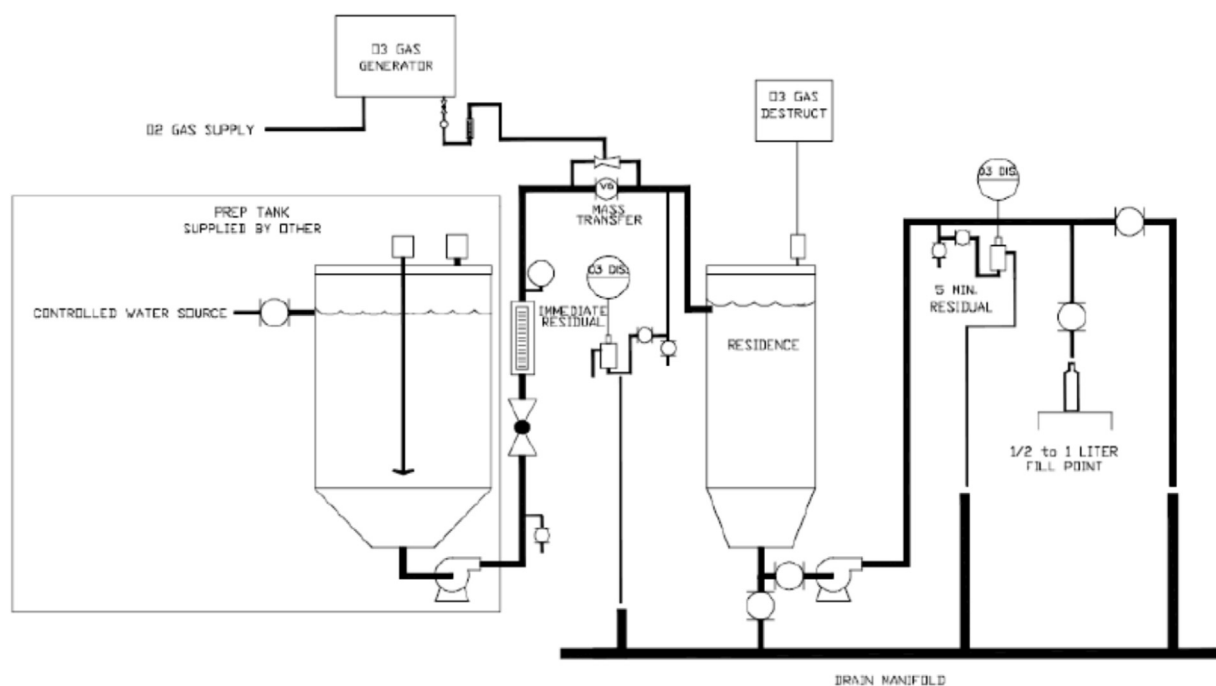 O3 GAS
GENERATOR
O2 GAS SUPPLY
O3 GAS
DESTRUCT
VG
MASS
TRANSFER
PREP TANK
SUPPLIED BY OTHER
O3 DIS.
O3 DIS.
CONTROLLED WATER SOURCE
IMMEDIATE
RESIDUAL
RESIDENCE
5 MIN.
RESIDUAL
1/2 to 1 LITER
FILL POINT
DRAIN MANIFOLD